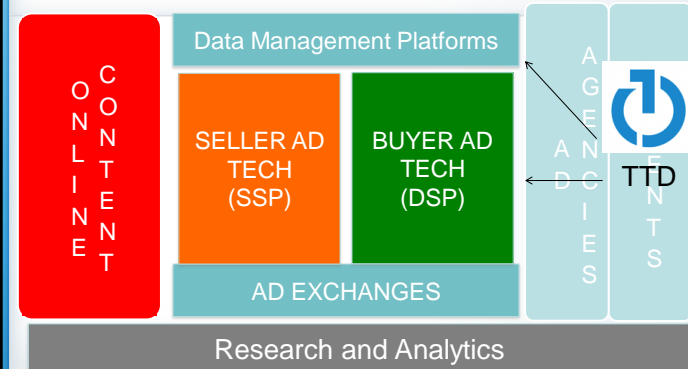 ONLINE
CONTENT
Data Management Platforms
SELLER AD
TECH
(SSP)
BUYER AD
TECH
(DSP)
AD EXCHANGES
AD
AGENCIES
TTD
Research and Analytics